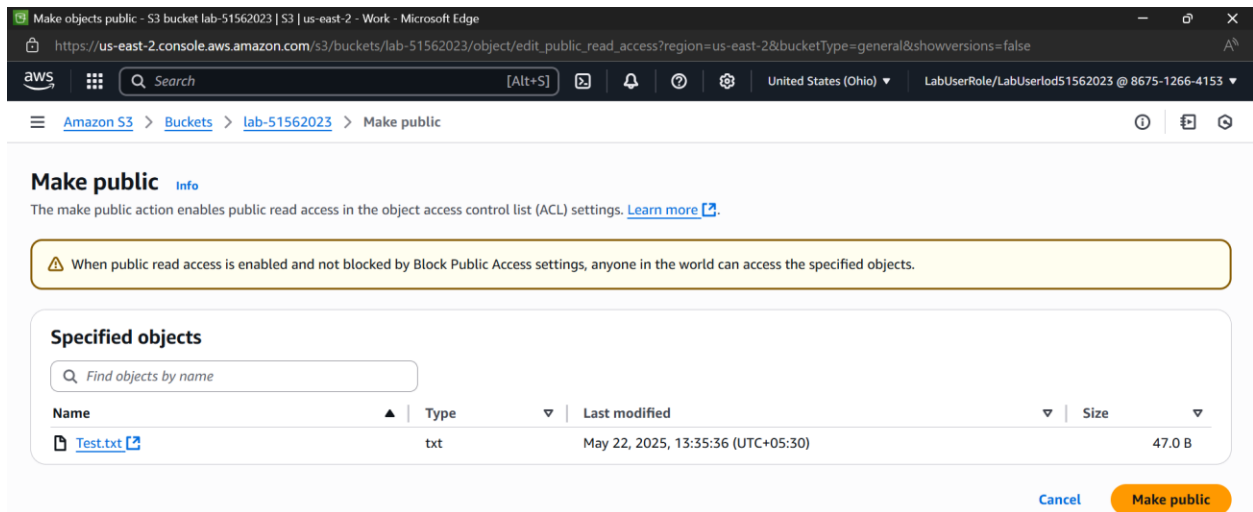 Make objects public - S3 bucket lab-51562023 | S3 | us-east-2 - Work - Microsoft Edge
https://us-east-2.console.aws.amazon.com/s3/buckets/lab-51562023/object/edit_public_read_access?region=us-east-2&bucketType=general&showversions=false
aws Search [Alt+S] United States (Ohio) ▼ LabUserRole/LabUserlod51562023 @ 8675-1266-4153 ▼
Amazon S3 > Buckets > lab-51562023 > Make public
Make public Info
The make public action enables public read access in the object access control list (ACL) settings. Learn more.
When public read access is enabled and not blocked by Block Public Access settings, anyone in the world can access the specified objects.
Specified objects
Find objects by name
Name Type Last modified Size
Test.txt txt May 22, 2025, 13:35:36 (UTC+05:30) 47.0 B
Cancel Make public